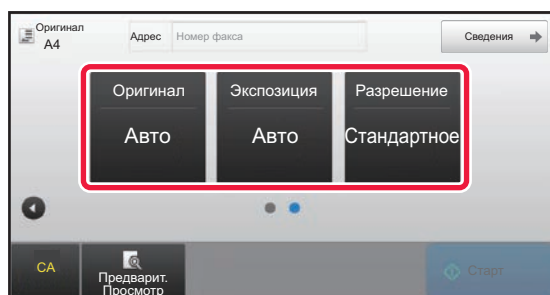 Оригинал
A4
Адрес
Номер факса
Сведения
Оригинал
Экспозиция
Разрешение
Авто
Авто
Стандартное
CA
Предварит.
Просмотр
Старт